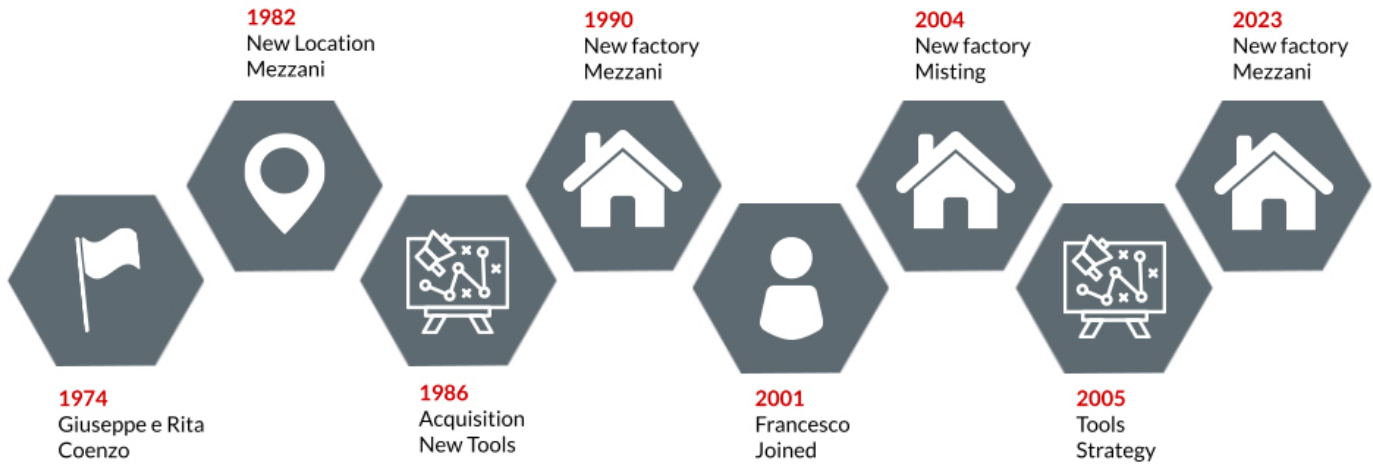 1974
Giuseppe e Rita
Coenzo
1982
New Location
Mezzani
1986
Acquisition
New Tools
1990
New factory
Mezzani
2001
Francesco
Joined
2004
New factory
Misting
2005
Tools
Strategy
2023
New factory
Mezzani